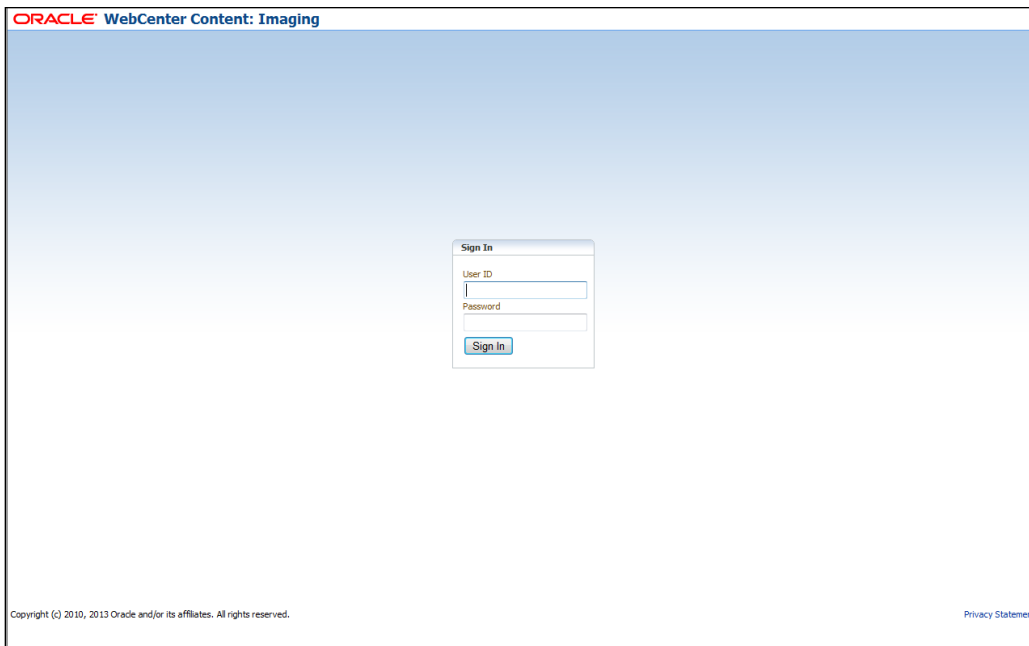 ORACLE WebCenter Content: Imaging
Sign In
User ID
Password
Sign In
Copyright (c) 2010, 2013 Oracle and/or its affiliates. All rights reserved.
Privacy Statemen